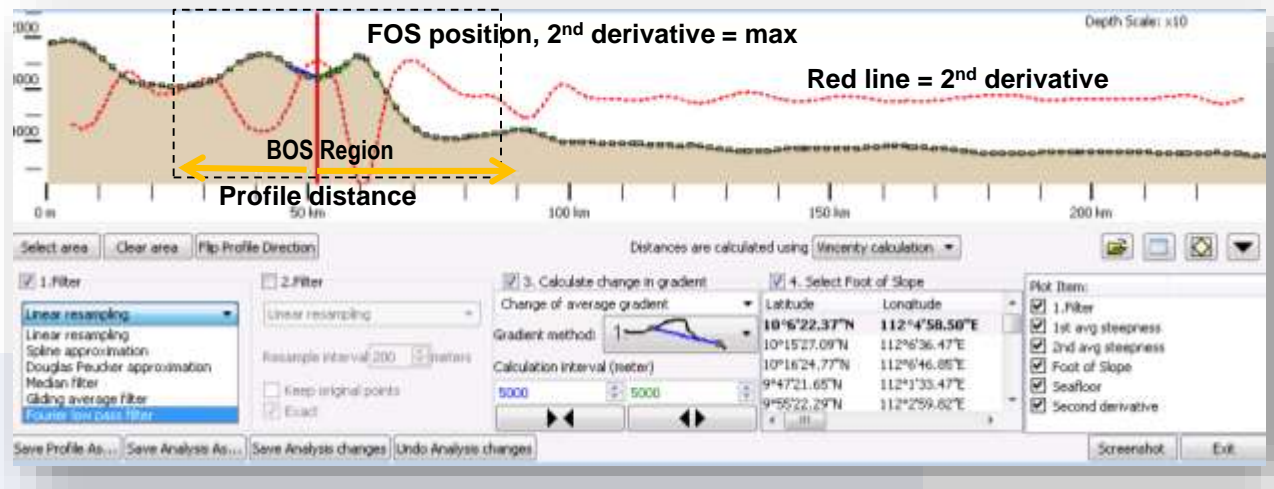 2000
Depth Scale: x10
FOS position, 2nd derivative = max
Red line = 2nd derivative
BOS Region
Profile distance
0 m 50 km 100 km 150 km 200 km
Select area Clear area Flip Profile Direction Distances are calculated using Vincenty calculation
1.Filter 2.Filter 3. Calculate change in gradient 4. Select Foot of Slope Plot Item:
Linear resampling Linear resampling Change of average gradient Latitude Longitude 1.Filter
Linear resampling Gradient method: 1 10°6'22.37"N 112°4'58.50"E 1st avg steepness
Spline approximation Resample interval 200 meters 10°15'27.09"N 112°6'36.47"E 2nd avg steepness
Douglas Peucker approximation Calculation interval (meter) 10°16'24.77"N 112°6'46.85"E Foot of Slope
Median filter Keep original points 5000 5000 9°47'21.65"N 112°1'33.47"E Seafloor
Gliding average filter Exact 9°55'22.29"N 112°2'59.82"E Second derivative
Fourier low pass filter
Save Profile As... Save Analysis As... Save Analysis changes Undo Analysis changes Screenshot Exit